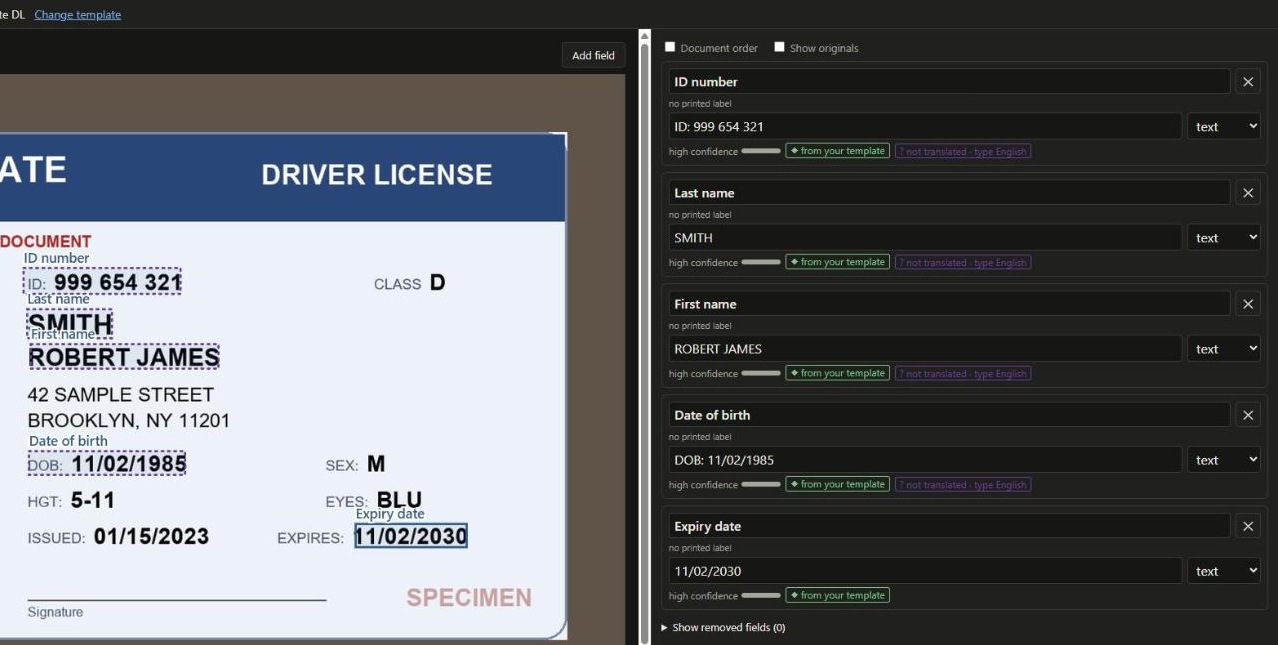 te DL Change template
Add field
ATE DRIVER LICENSE
DOCUMENT
ID number
ID: 999 654 321 CLASS D
Last name
SMITH
First name
ROBERT JAMES
42 SAMPLE STREET
BROOKLYN, NY 11201
Date of birth
DOB: 11/02/1985 SEX: M
HGT: 5-11 EYES: BLU
Expiry date
ISSUED: 01/15/2023 EXPIRES: 11/02/2030
SPECIMEN
Signature
Document order Show originals
ID number
no printed label
ID: 999 654 321 text
high confidence from your template ? not translated - type English
Last name
no printed label
SMITH text
high confidence from your template ? not translated - type English
First name
no printed label
ROBERT JAMES text
high confidence from your template ? not translated - type English
Date of birth
no printed label
DOB: 11/02/1985 text
high confidence from your template ? not translated - type English
Expiry date
no printed label
11/02/2030 text
high confidence from your template
Show removed fields (0)